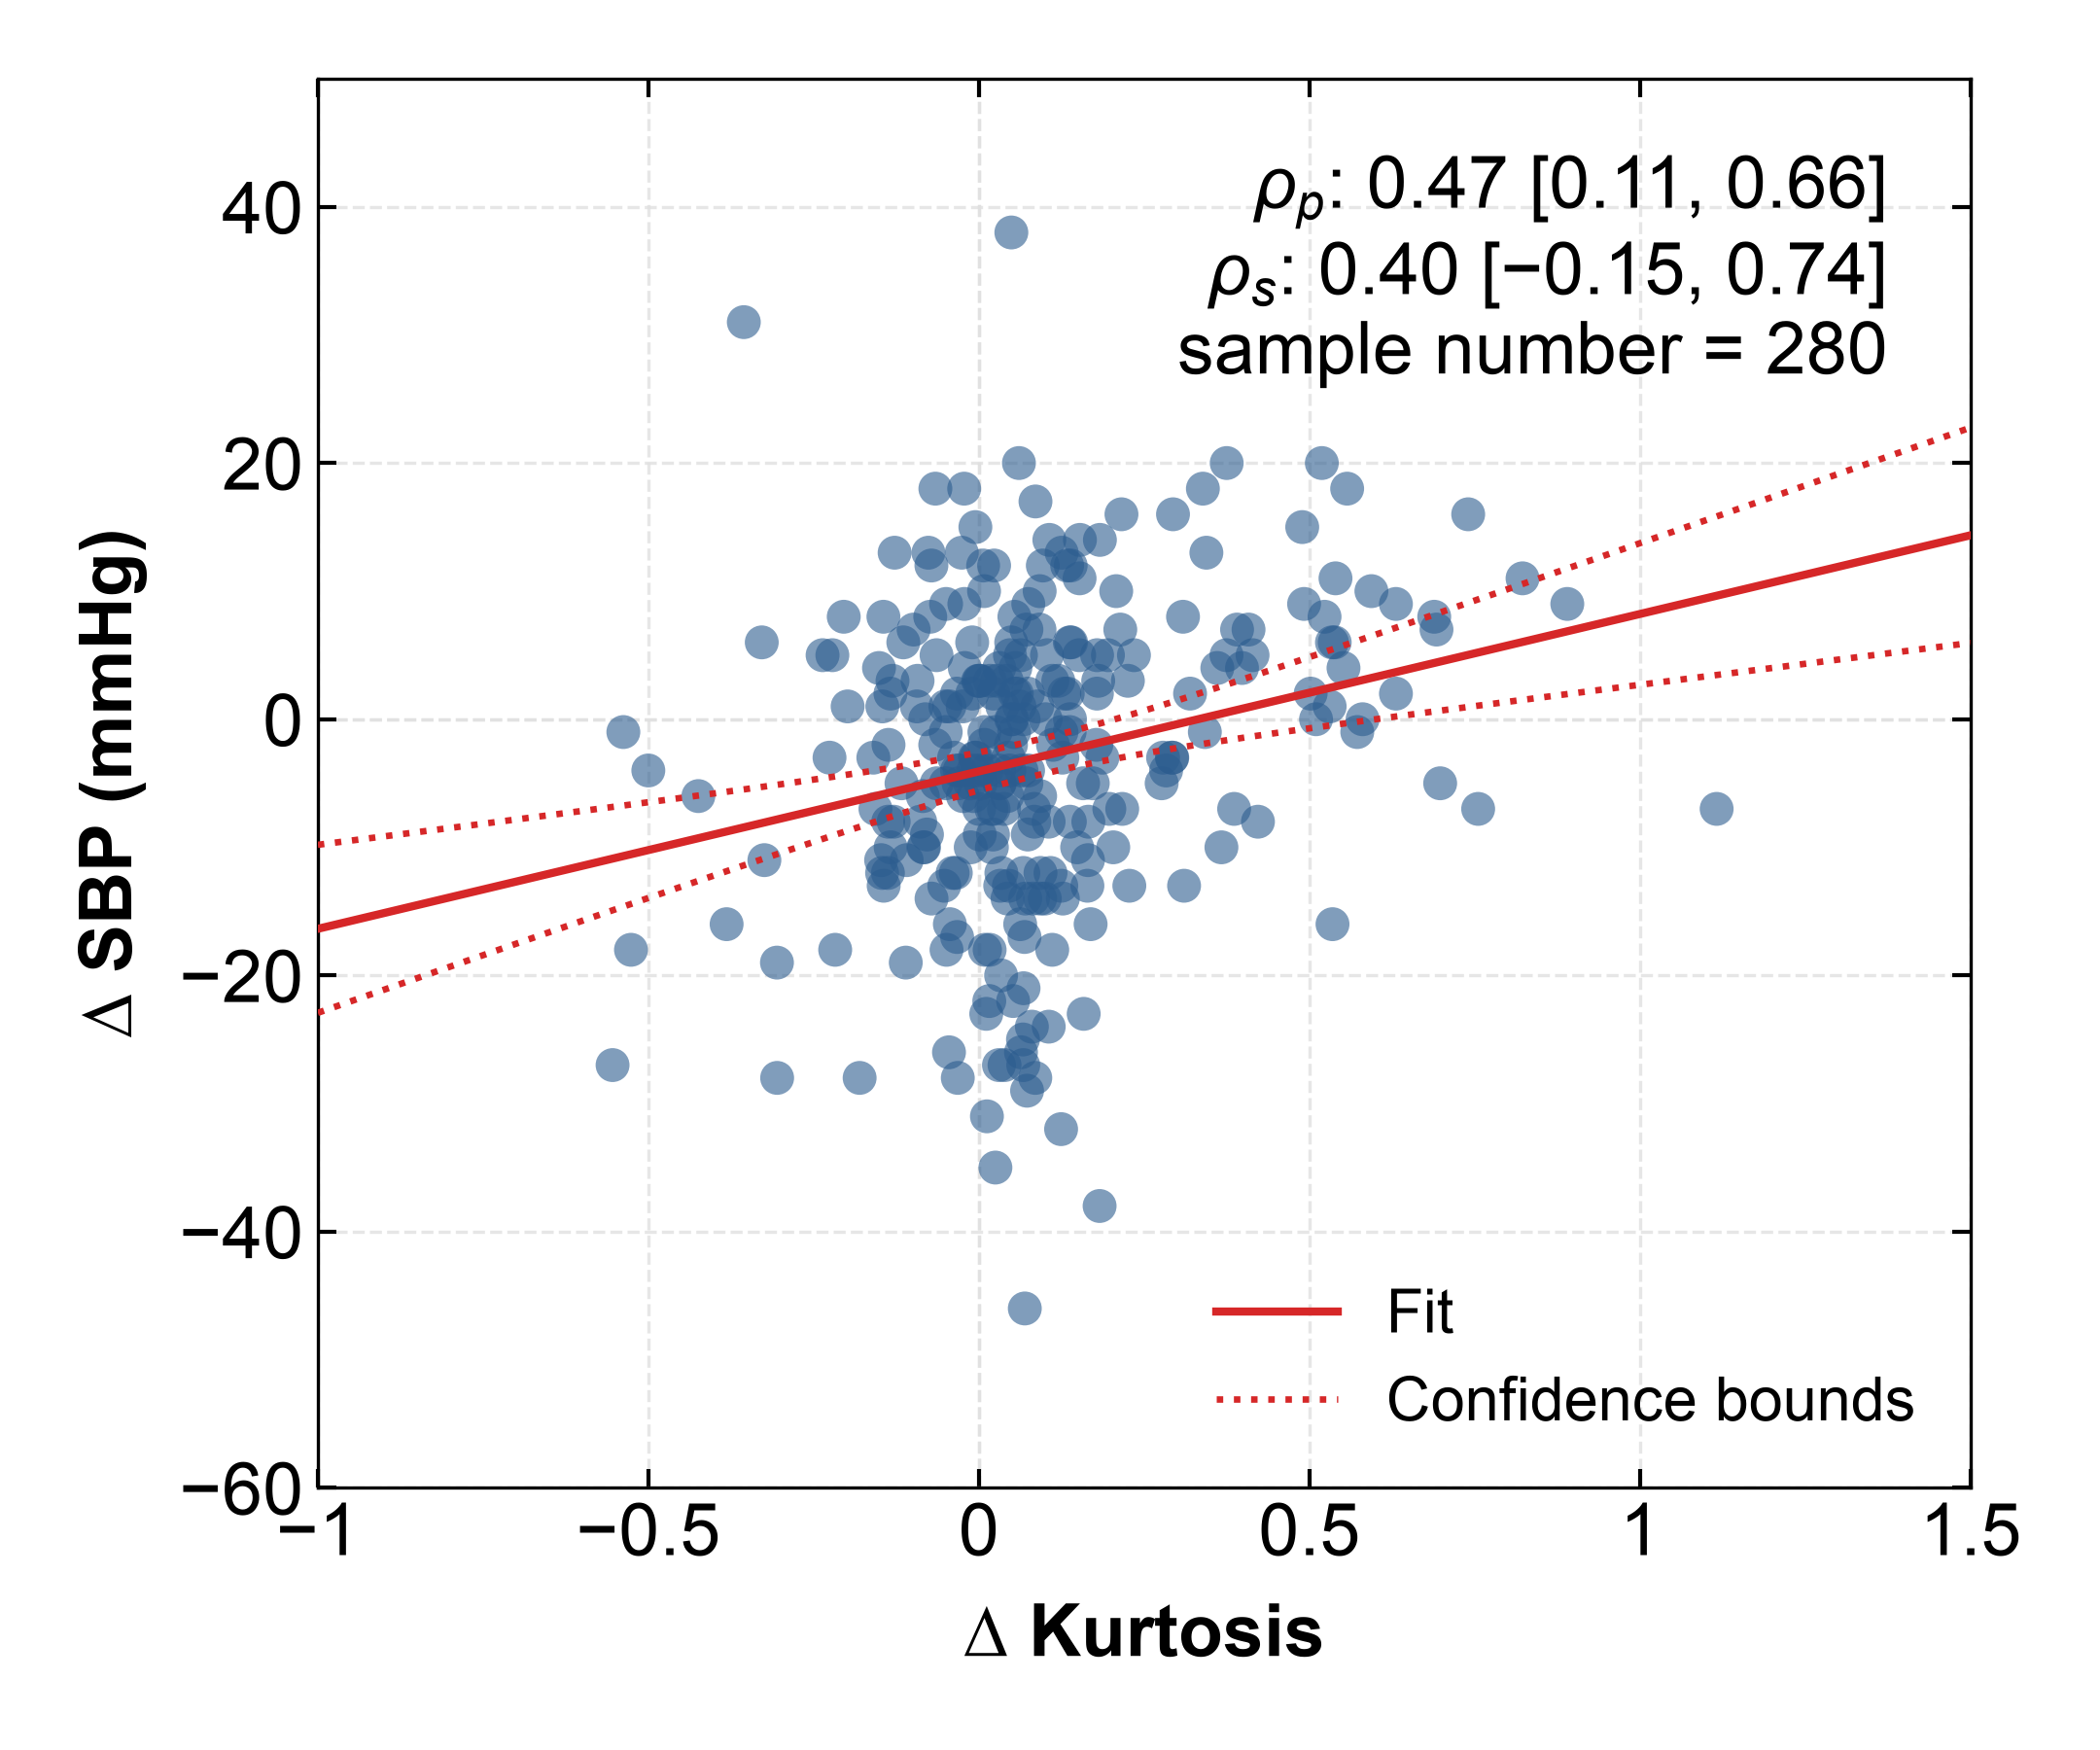 ρp: 0.47 [0.11, 0.66]
ρs: 0.40 [−0.15, 0.74]
sample number = 280
40
20
0
−20
−40
−60
Δ SBP (mmHg)
Fit
Confidence bounds
−1
−0.5
0
0.5
1
1.5
Δ Kurtosis